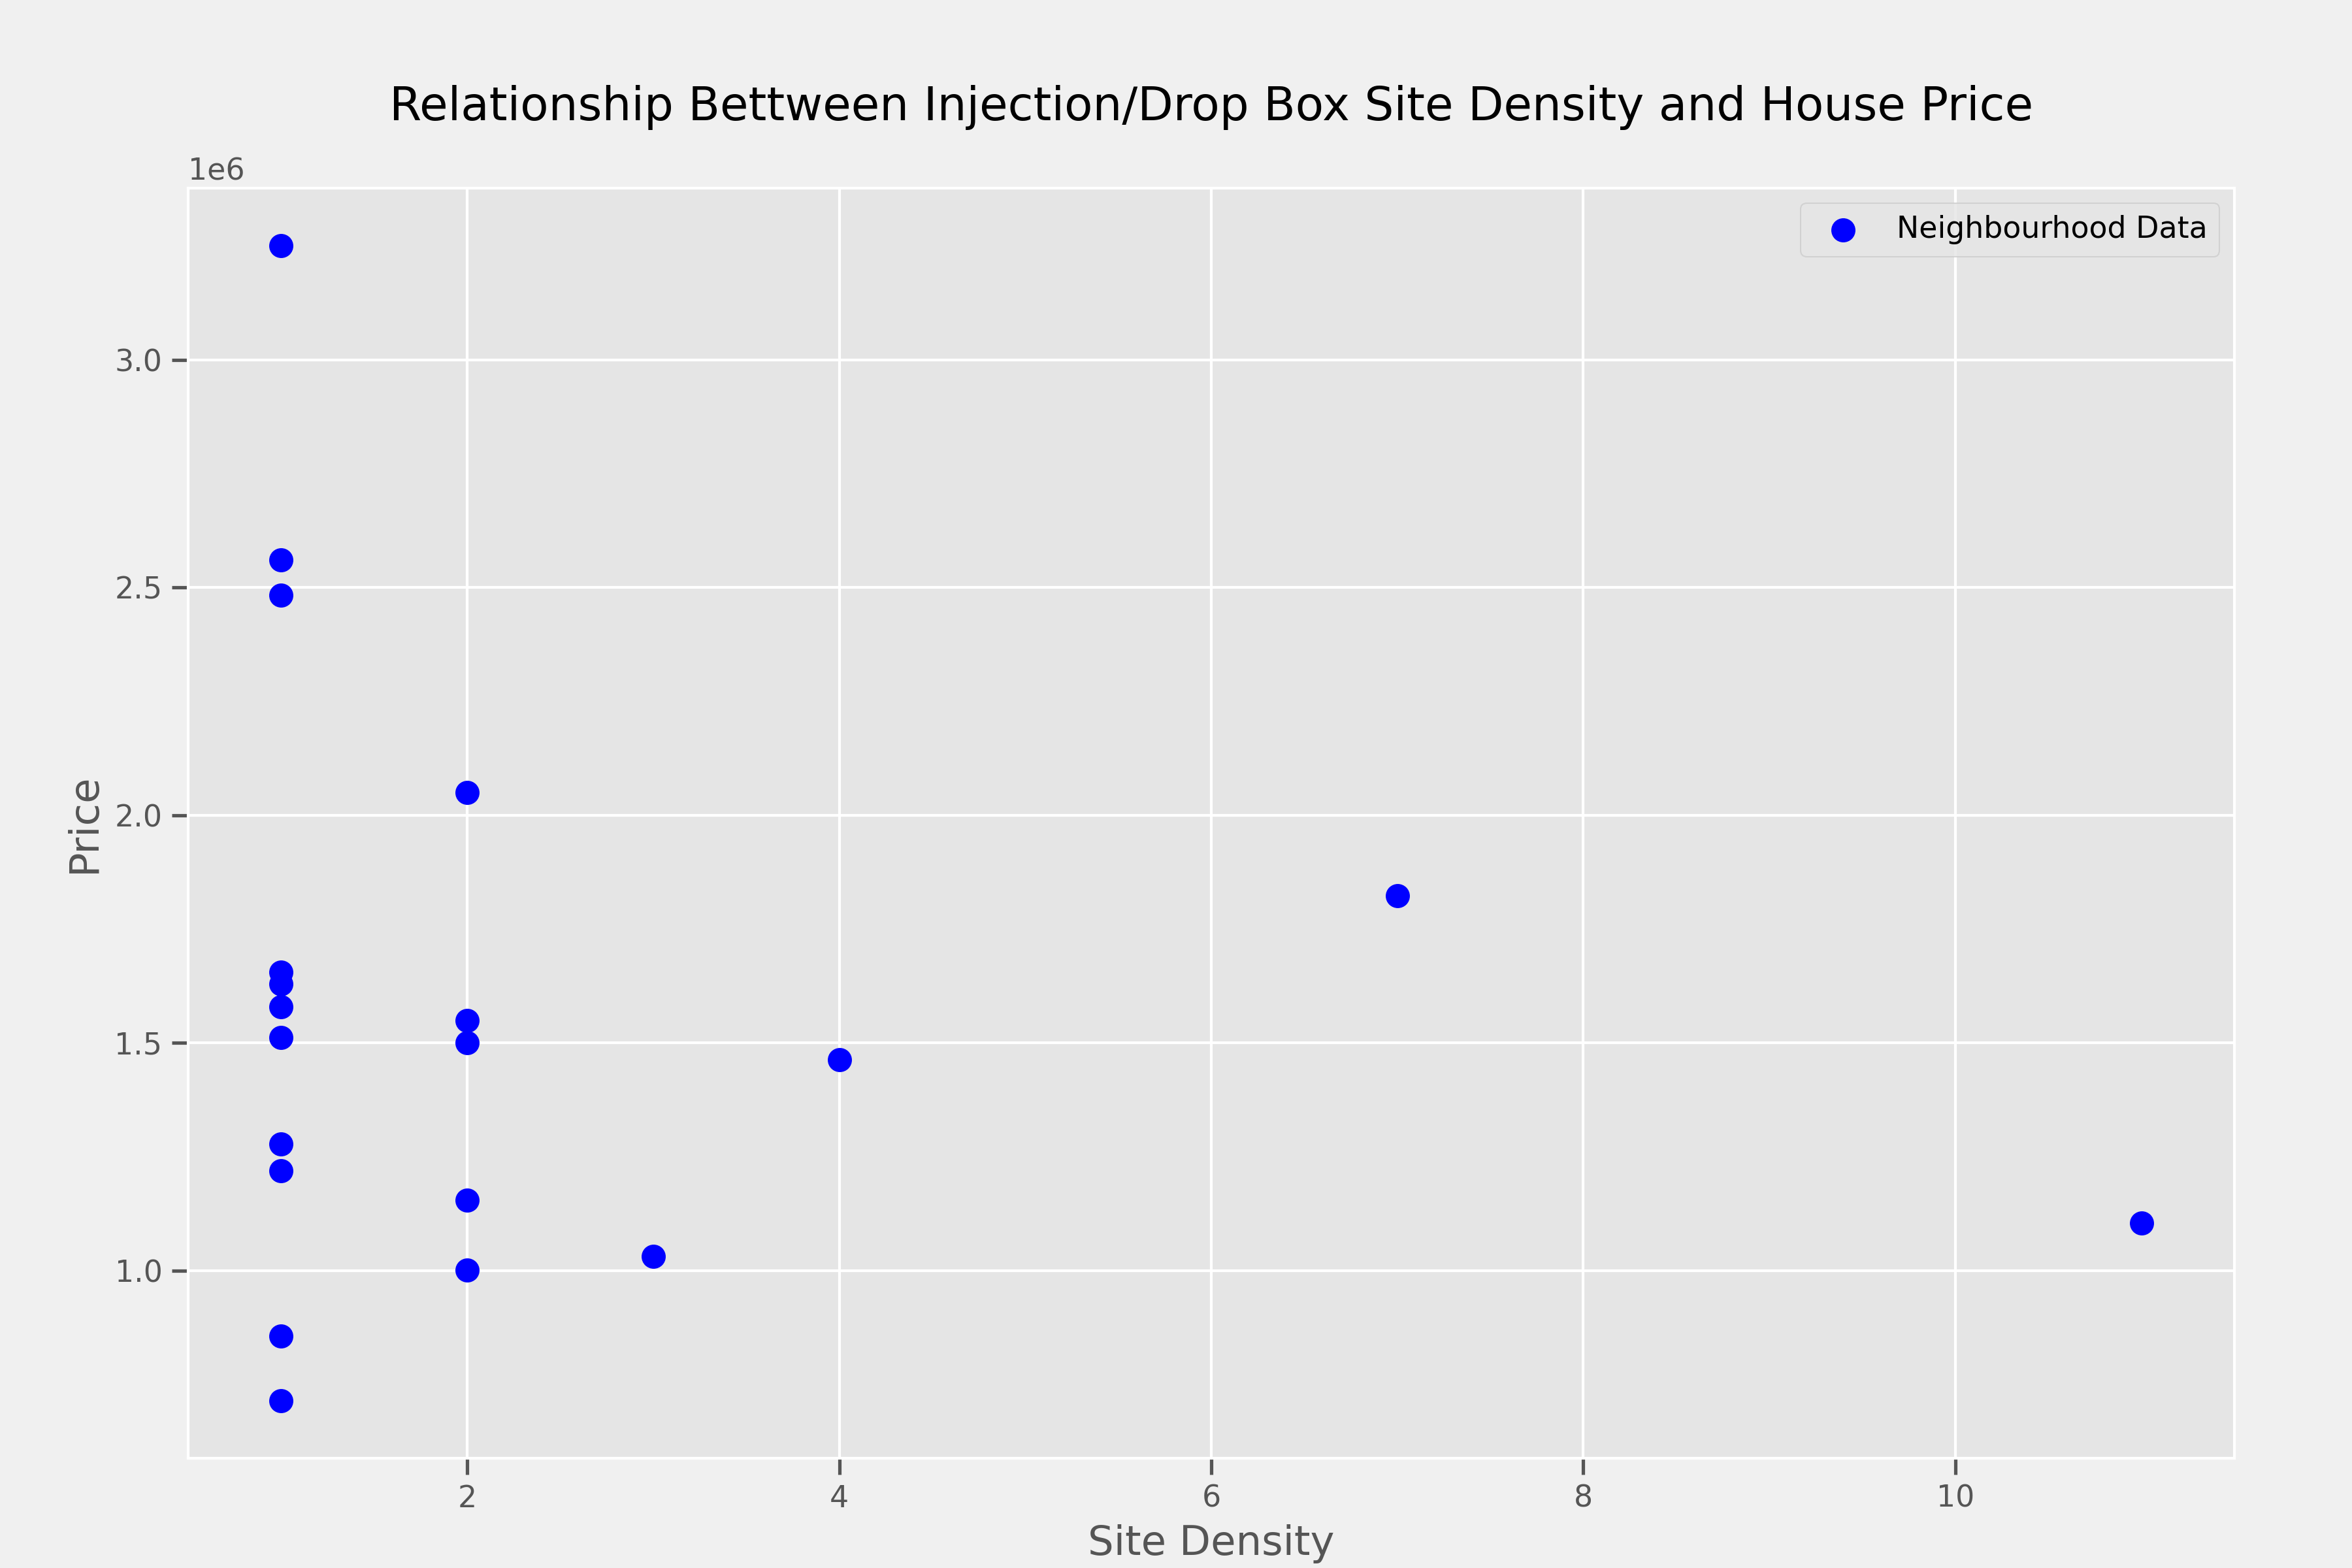 Relationship Bettween Injection/Drop Box Site Density and House Price
1e6
Neighbourhood Data
3.0
2.5
2.0
1.5
1.0
Price
2 4 6 8 10
Site Density